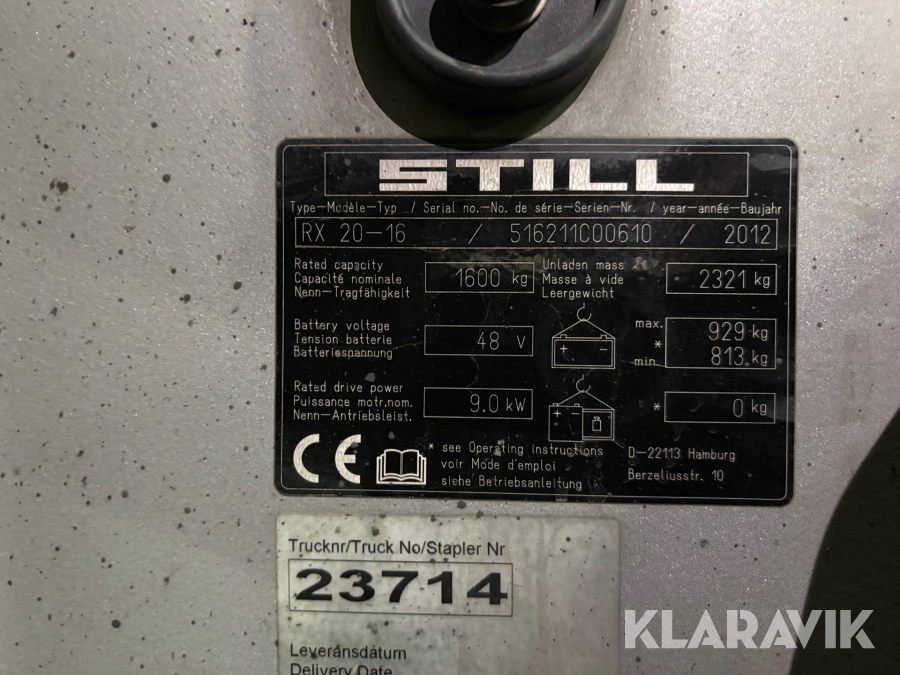 STILL
Type-Modèle-Typ / Serial no.-No. de série-Serien-Nr. / year-année-Baujahr
RX 20-16 / 516211C00610 / 2012
Rated capacity
Capacité nominale
Nenn-Tragfähigkeit
1600 kg
Unladen mass
Masse à vide
Leergewicht
2321 kg
Battery voltage
Tension batterie
Batteriespannung
48 V
+ -
max.
*
min.
929 kg
813 kg
Rated drive power
Puissance motr.nom.
Nenn-Antriebsleist.
9.0 kW
+
* 0 kg
CE
* see Operating instructions
voir Mode d'emploi
siehe Betriebsanleitung
D-22113 Hamburg
Berzeliusstr. 10
Trucknr/Truck No/Stapler Nr
23714
Leveransdatum
Delivery Date
KLARAVIK